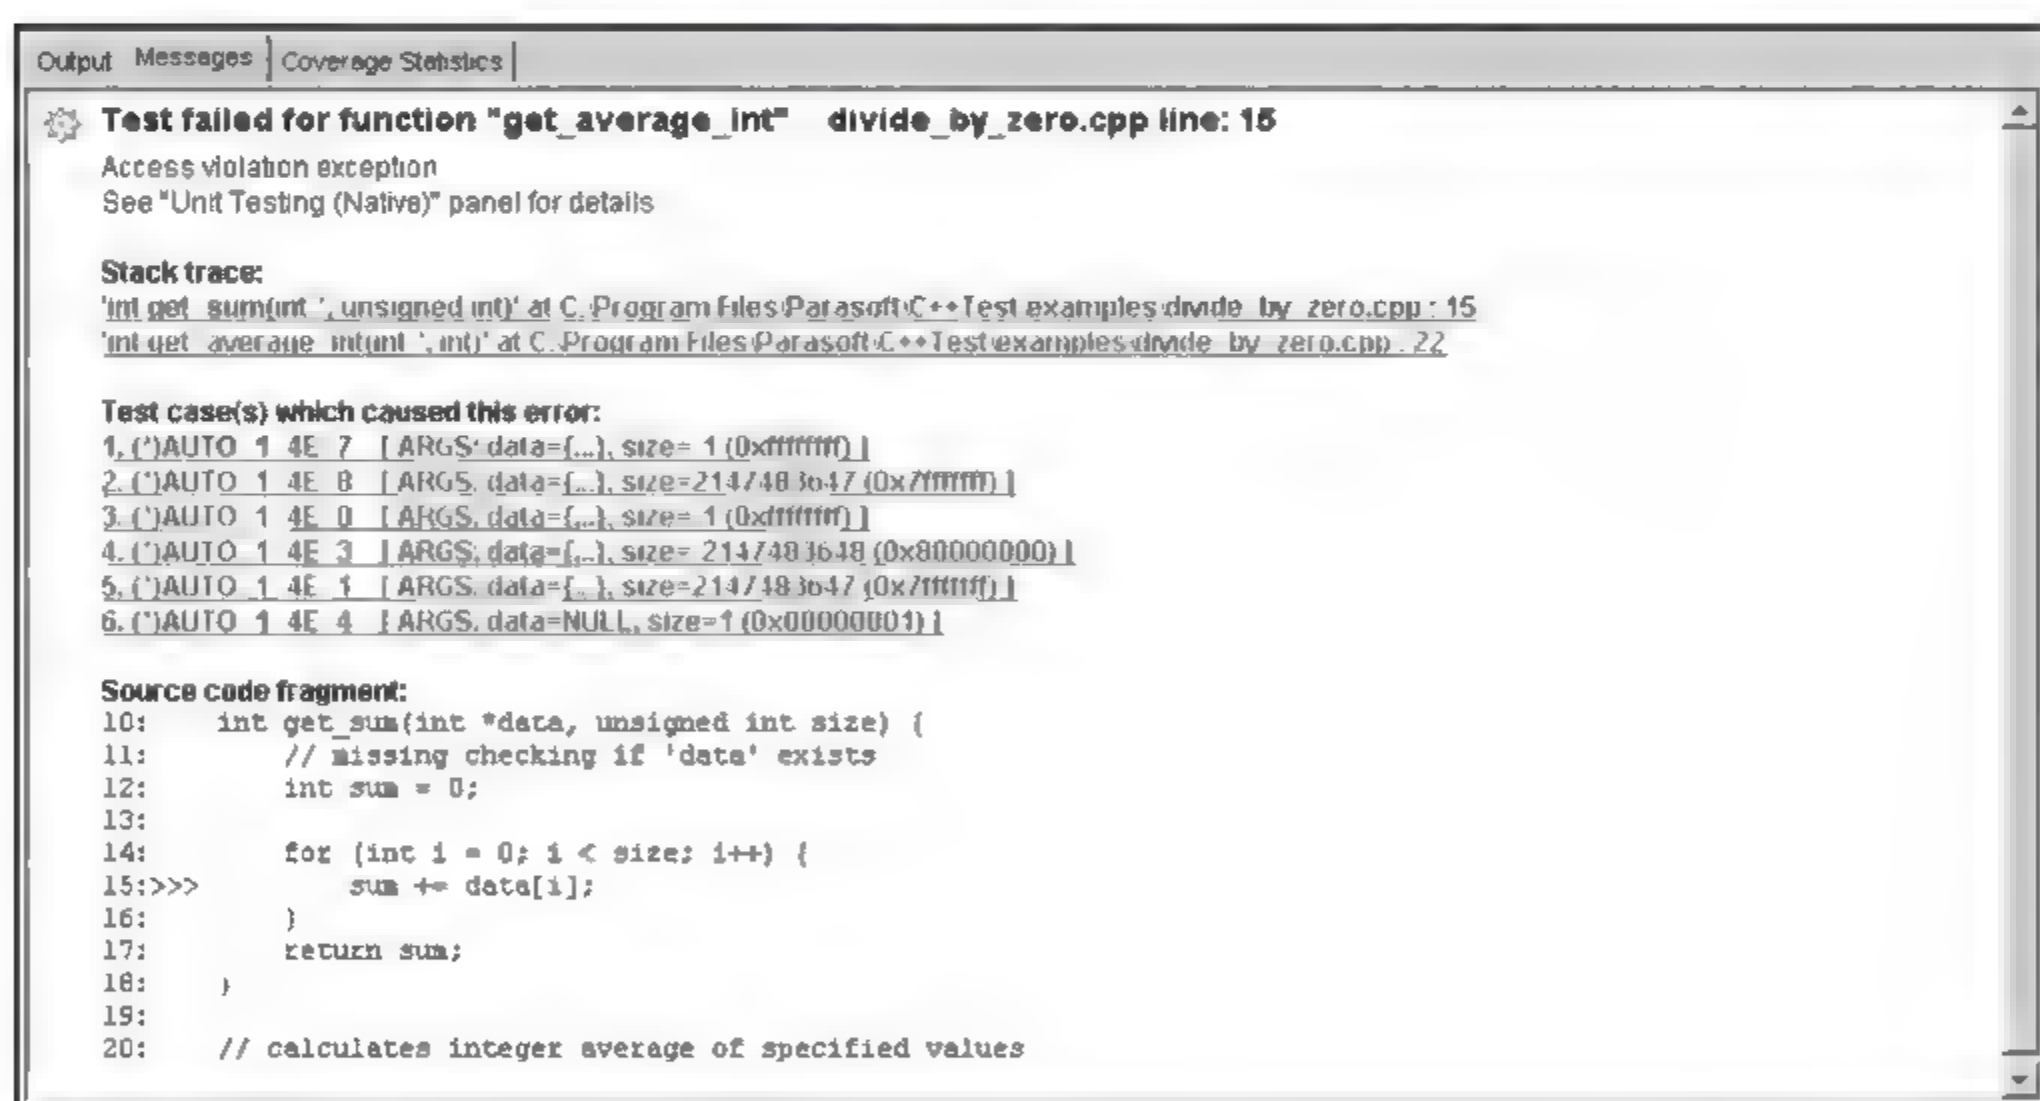 Output Messages Coverage Statistics
Test failed for function "get_average_int" divide_by_zero.cpp line: 15
Access violation exception
See "Unit Testing (Native)" panel for details
Stack trace:
'int get_sum(int *, unsigned int)' at C:\Program Files\Parasoft\C++Test\examples\divide_by_zero.cpp : 15
'int get_average_int(int *, int)' at C:\Program Files\Parasoft\C++Test\examples\divide_by_zero.cpp : 22
Test case(s) which caused this error:
1. (*)AUTO_1_4E_7 [ ARGS: data={...}, size=-1 (0xffffffff) ]
2. (*)AUTO_1_4E_8 [ ARGS: data={...}, size=2147483647 (0x7fffffff) ]
3. (*)AUTO_1_4E_0 [ ARGS: data={...}, size=-1 (0xffffffff) ]
4. (*)AUTO_1_4E_3 [ ARGS: data={...}, size=-2147483648 (0x80000000) ]
5. (*)AUTO_1_4E_1 [ ARGS: data={...}, size=2147483647 (0x7fffffff) ]
6. (*)AUTO_1_4E_4 [ ARGS: data=NULL, size=1 (0x00000001) ]
Source code fragment:
10: int get_sum(int *data, unsigned int size) {
11: // missing checking if 'data' exists
12: int sum = 0;
13:
14: for (int i = 0; i < size; i++) {
15:>>> sum += data[i];
16: }
17: return sum;
18: }
19:
20: // calculates integer average of specified values